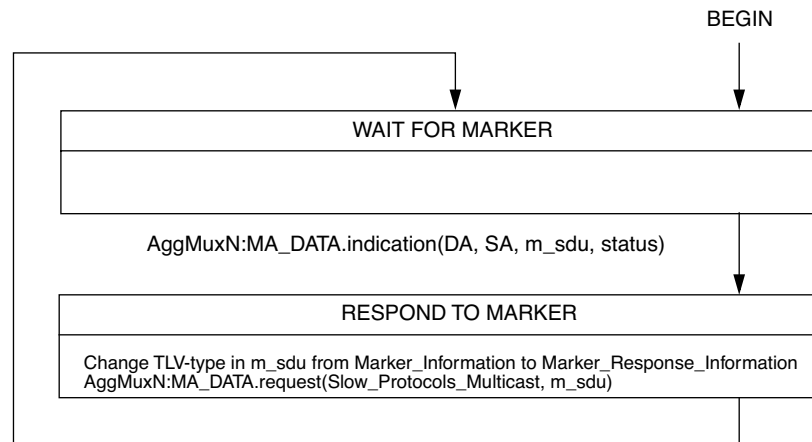 BEGIN
WAIT FOR MARKER
AggMuxN:MA_DATA.indication(DA, SA, m_sdu, status)
RESPOND TO MARKER
Change TLV-type in m_sdu from Marker_Information to Marker_Response_Information
AggMuxN:MA_DATA.request(Slow_Protocols_Multicast, m_sdu)